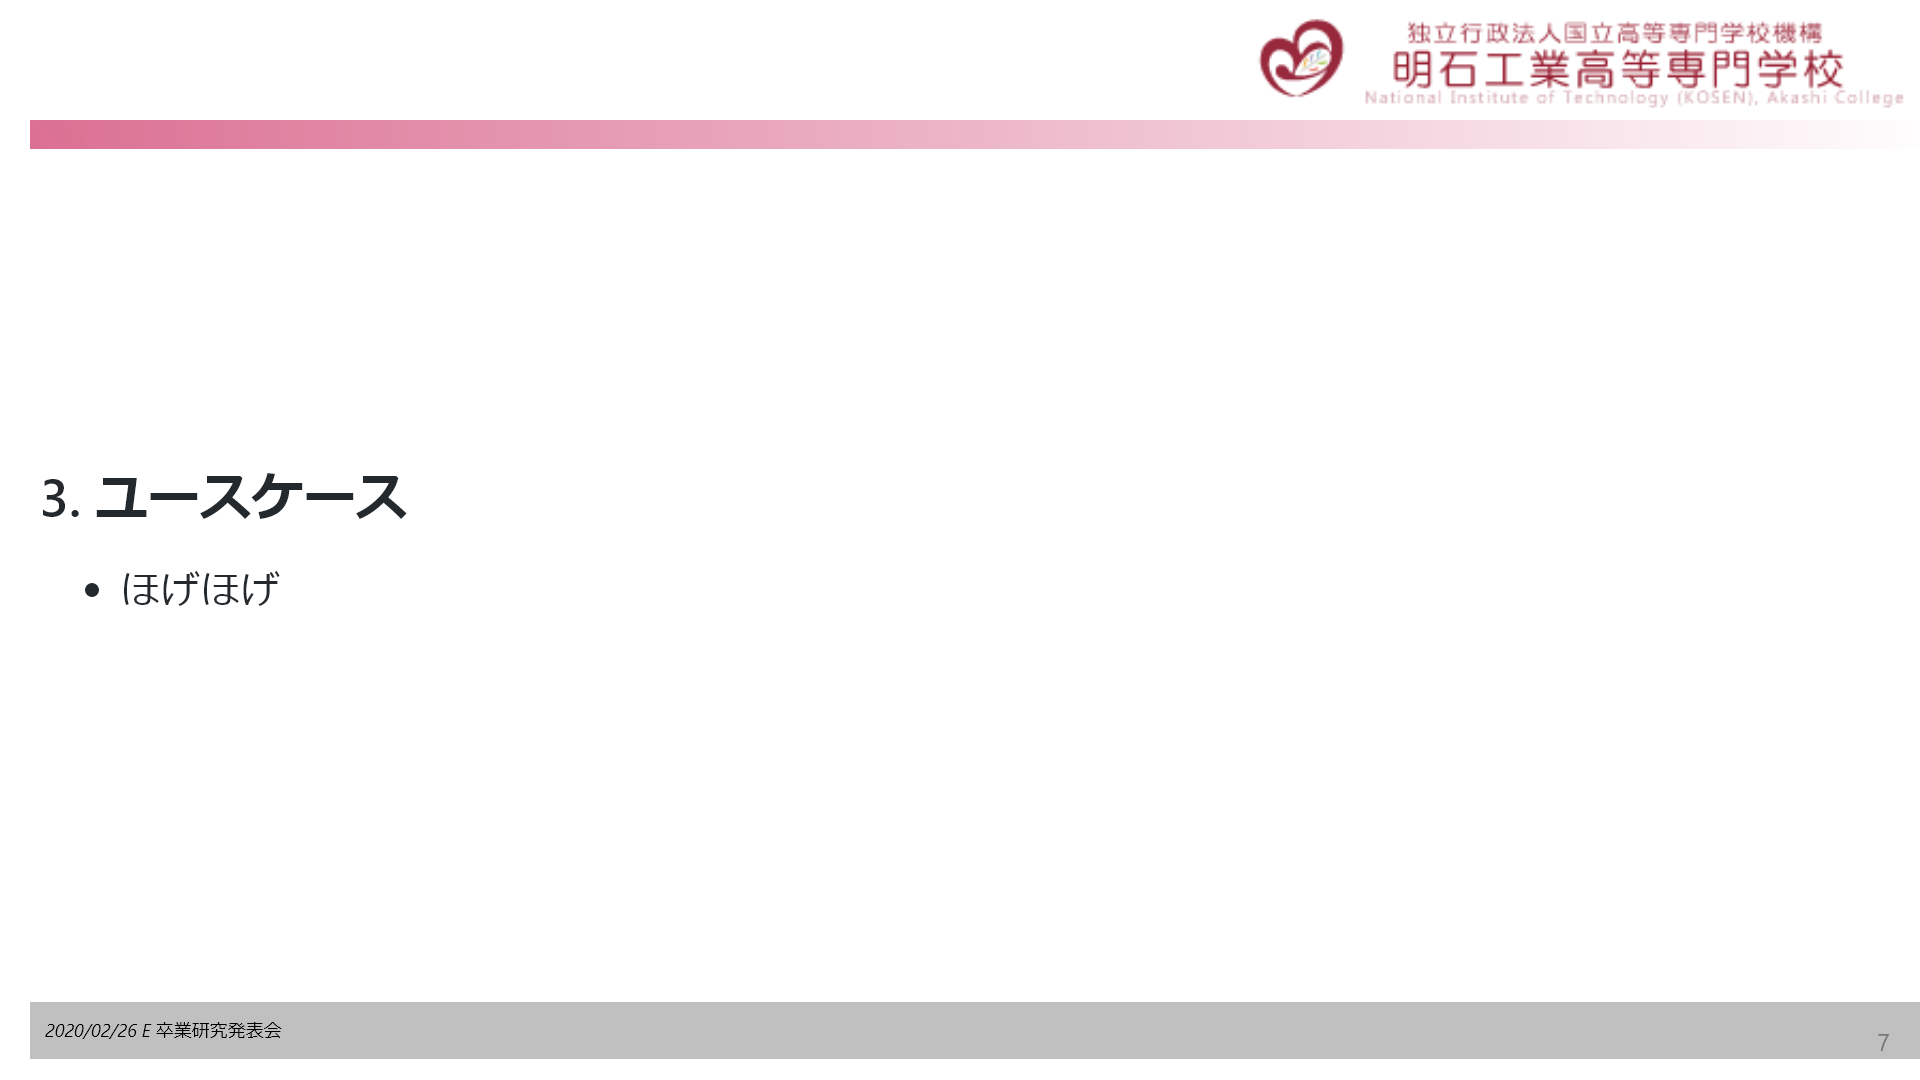 独立行政法人国立高等専門学校機構
明石工業高等専門学校
National Institute of Technology (KOSEN), Akashi College
3. ユースケース
• ほげほげ
2020/02/26 E 卒業研究発表会
7